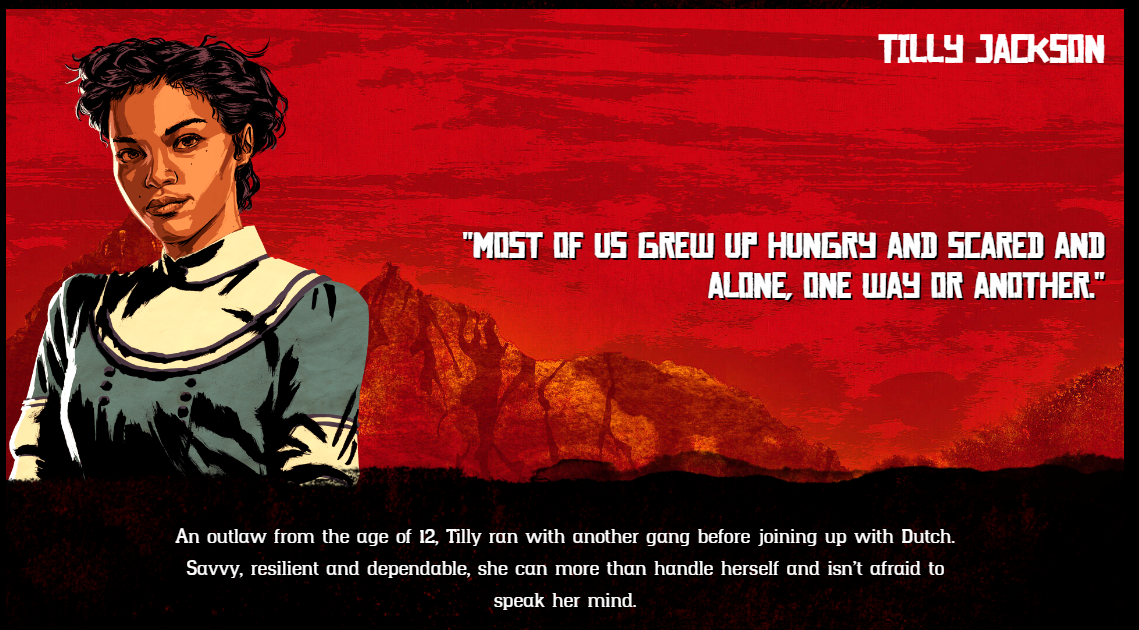 TILLY JACKSON
"MOST OF US GREW UP HUNGRY AND SCARED AND
ALONE, ONE WAY OR ANOTHER."
An outlaw from the age of 12, Tilly ran with another gang before joining up with Dutch.
Savvy, resilient and dependable, she can more than handle herself and isn't afraid to
speak her mind.